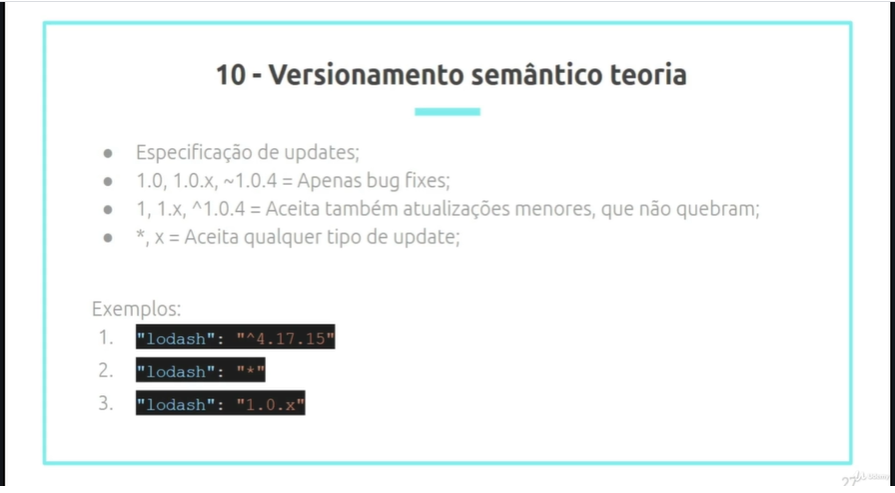 10 - Versionamento semântico teoria
● Especificação de updates;
● 1.0, 1.0.x, ~1.0.4 = Apenas bug fixes;
● 1, 1.x, ^1.0.4 = Aceita também atualizações menores, que não quebram;
● *, x = Aceita qualquer tipo de update;
Exemplos:
1. "lodash": "^4.17.15"
2. "*lodash": "*"
3. "lodash": "1.0.x"